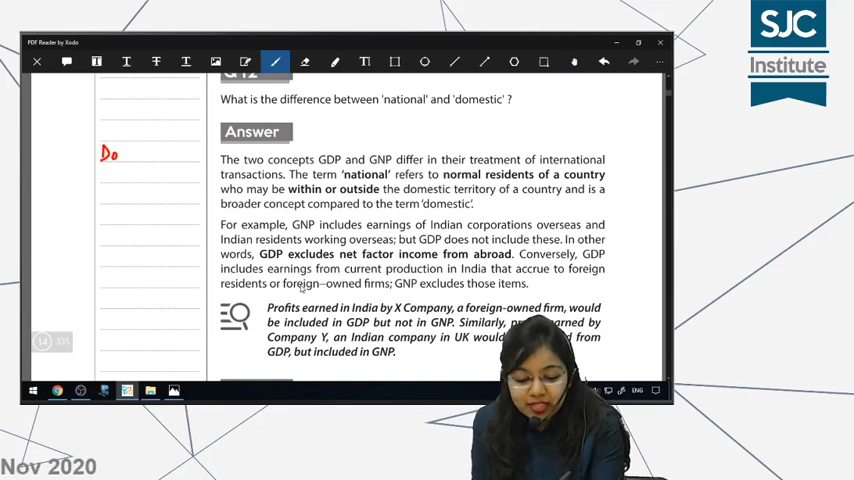 PDF Reader by Xodo
SJC
Institute
What is the difference between 'national' and 'domestic' ?
Answer
Do
The two concepts GDP and GNP differ in their treatment of international
transactions. The term 'national' refers to normal residents of a country
who may be within or outside the domestic territory of a country and is a
broader concept compared to the term 'domestic'.
For example, GNP includes earnings of Indian corporations overseas and
Indian residents working overseas; but GDP does not include these. In other
words, GDP excludes net factor income from abroad. Conversely, GDP
includes earnings from current production in India that accrue to foreign
residents or foreign-owned firms; GNP excludes those items.
Profits earned in India by X Company, a foreign-owned firm, would
be included in GDP but not in GNP. Similarly, earned by
Company Y, an Indian company in UK would from
GDP, but included in GNP.
14 335
ENG
Nov 2020